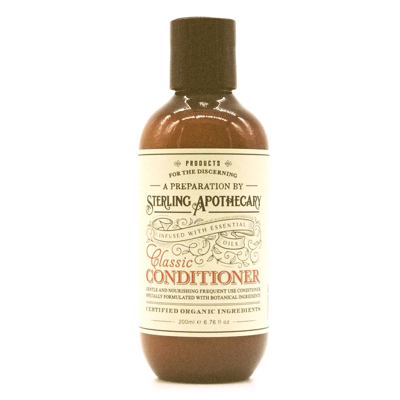 PRODUCTS
FOR THE DISCERNING
A PREPARATION BY
STERLING APOTHECARY
INFUSED WITH ESSENTIAL
OILS
Classic
CONDITIONER
GENTLE AND NOURISHING FREQUENT USE CONDITIONER
SPECIALLY FORMULATED WITH BOTANICAL INGREDIENTS
CERTIFIED ORGANIC INGREDIENTS
200ml e 6.76 fl oz